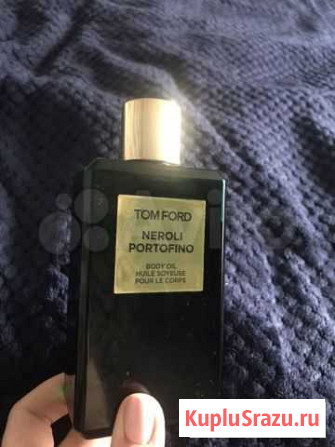 TOM FORD
NEROLI
PORTOFINO
BODY OIL
HUILE SOYEUSE
POUR LE CORPS
KupluSrazu.ru